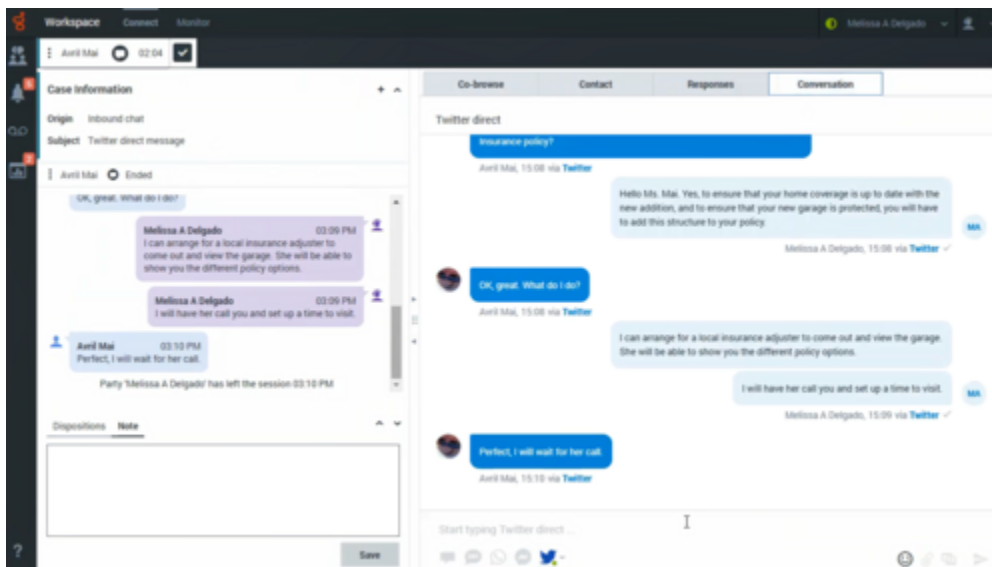 Workspace Connect Monitor
Melissa A Delgado
Avril Mai 02:04
Case Information
Origin Inbound chat
Subject Twitter direct message
Avril Mai Ended
OK, great. What do I do?
Melissa A Delgado 03:09 PM
I can arrange for a local insurance adjuster to
come out and view the garage. She will be able to
show you the different policy options.
Melissa A Delgado 03:09 PM
I will have her call you and set up a time to visit.
Avril Mai 03:10 PM
Perfect, I will wait for her call.
Party 'Melissa A Delgado' has left the session 03:10 PM
Dispositions Note
Save
Co-browse Contact Responses Conversation
Twitter direct
Insurance policy?
Avril Mai, 15:08 via Twitter
Hello Ms. Mai. Yes, to ensure that your home coverage is up to date with the
new addition, and to ensure that your new garage is protected, you will have
to add this structure to your policy.
MA
Melissa A Delgado, 15:08 via Twitter
OK, great. What do I do?
Avril Mai, 15:08 via Twitter
I can arrange for a local insurance adjuster to come out and view the garage.
She will be able to show you the different policy options.
I will have her call you and set up a time to visit.
MA
Melissa A Delgado, 15:09 via Twitter
Perfect, I will wait for her call.
Avril Mai, 15:10 via Twitter
Start typing Twitter direct ...